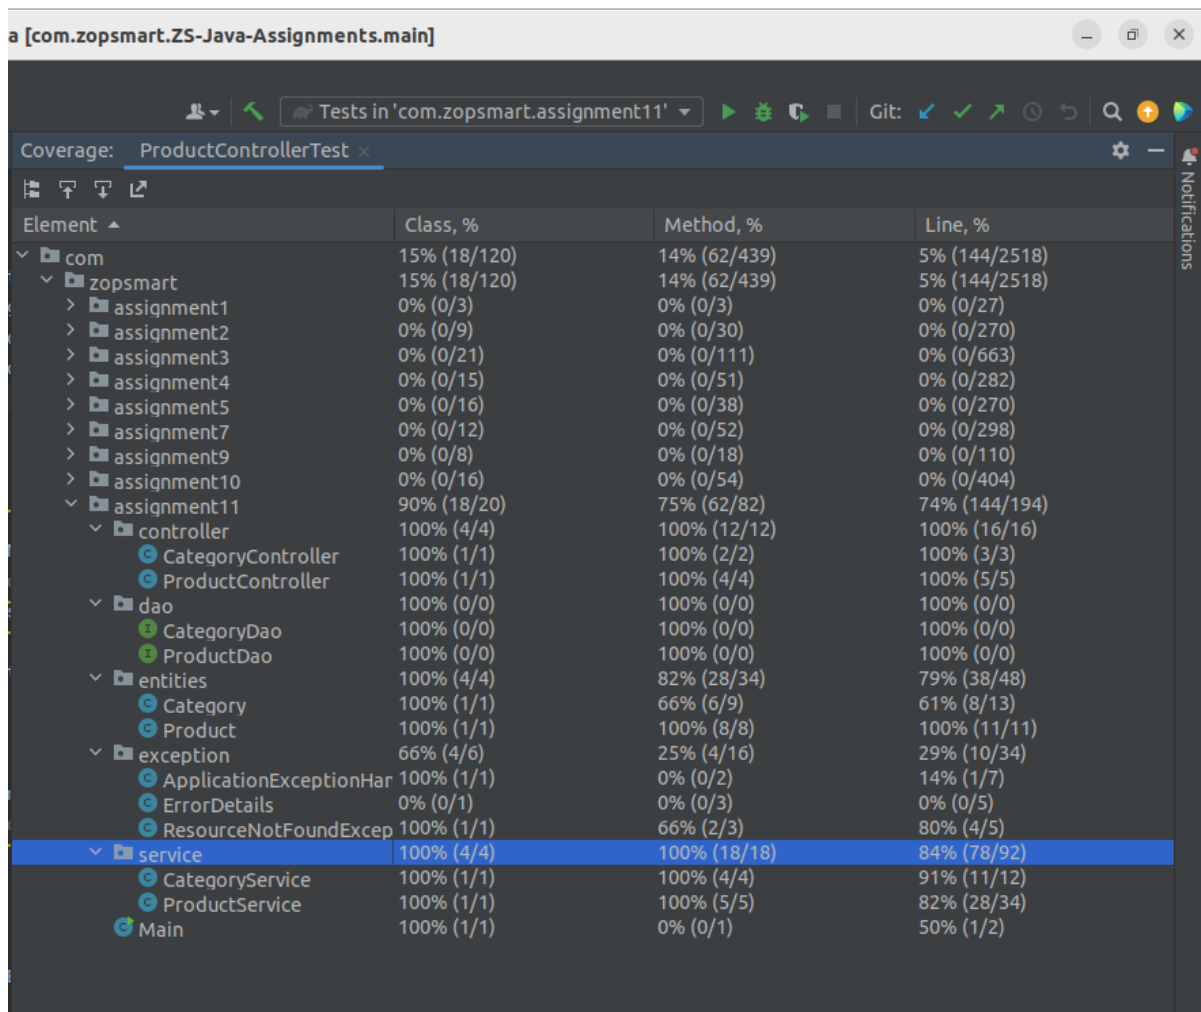 a [com.zopsmart.ZS-Java-Assignments.main]
Tests in 'com.zopsmart.assignment11' Git:
Coverage: ProductControllerTest
Notifications
Element Class, % Method, % Line, %
com 15% (18/120) 14% (62/439) 5% (144/2518)
zopsmart 15% (18/120) 14% (62/439) 5% (144/2518)
assignment1 0% (0/3) 0% (0/3) 0% (0/27)
assignment2 0% (0/9) 0% (0/30) 0% (0/270)
assignment3 0% (0/21) 0% (0/111) 0% (0/663)
assignment4 0% (0/15) 0% (0/51) 0% (0/282)
assignment5 0% (0/16) 0% (0/38) 0% (0/270)
assignment7 0% (0/12) 0% (0/52) 0% (0/298)
assignment9 0% (0/8) 0% (0/18) 0% (0/110)
assignment10 0% (0/16) 0% (0/54) 0% (0/404)
assignment11 90% (18/20) 75% (62/82) 74% (144/194)
controller 100% (4/4) 100% (12/12) 100% (16/16)
CategoryController 100% (1/1) 100% (2/2) 100% (3/3)
ProductController 100% (1/1) 100% (4/4) 100% (5/5)
dao 100% (0/0) 100% (0/0) 100% (0/0)
CategoryDao 100% (0/0) 100% (0/0) 100% (0/0)
ProductDao 100% (0/0) 100% (0/0) 100% (0/0)
entities 100% (4/4) 82% (28/34) 79% (38/48)
Category 100% (1/1) 66% (6/9) 61% (8/13)
Product 100% (1/1) 100% (8/8) 100% (11/11)
exception 66% (4/6) 25% (4/16) 29% (10/34)
ApplicationExceptionHar 100% (1/1) 0% (0/2) 14% (1/7)
ErrorDetails 0% (0/1) 0% (0/3) 0% (0/5)
ResourceNotFoundExcep 100% (1/1) 66% (2/3) 80% (4/5)
service 100% (4/4) 100% (18/18) 84% (78/92)
CategoryService 100% (1/1) 100% (4/4) 91% (11/12)
ProductService 100% (1/1) 100% (5/5) 82% (28/34)
Main 100% (1/1) 0% (0/1) 50% (1/2)